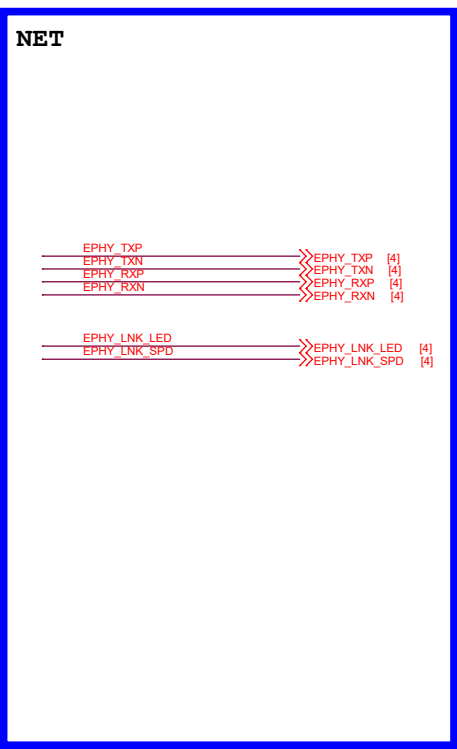 NET
EPHY_TXP
EPHY_TXP [4]
EPHY_TXN
EPHY_TXN [4]
EPHY_RXP
EPHY_RXP [4]
EPHY_RXN
EPHY_RXN [4]
EPHY_LNK_LED
EPHY_LNK_LED [4]
EPHY_LNK_SPD
EPHY_LNK_SPD [4]